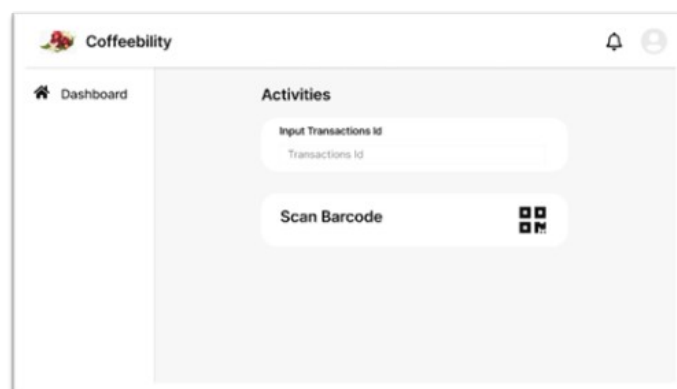 Coffeebility
Dashboard
Activities
Input Transactions Id
Transactions Id
Scan Barcode